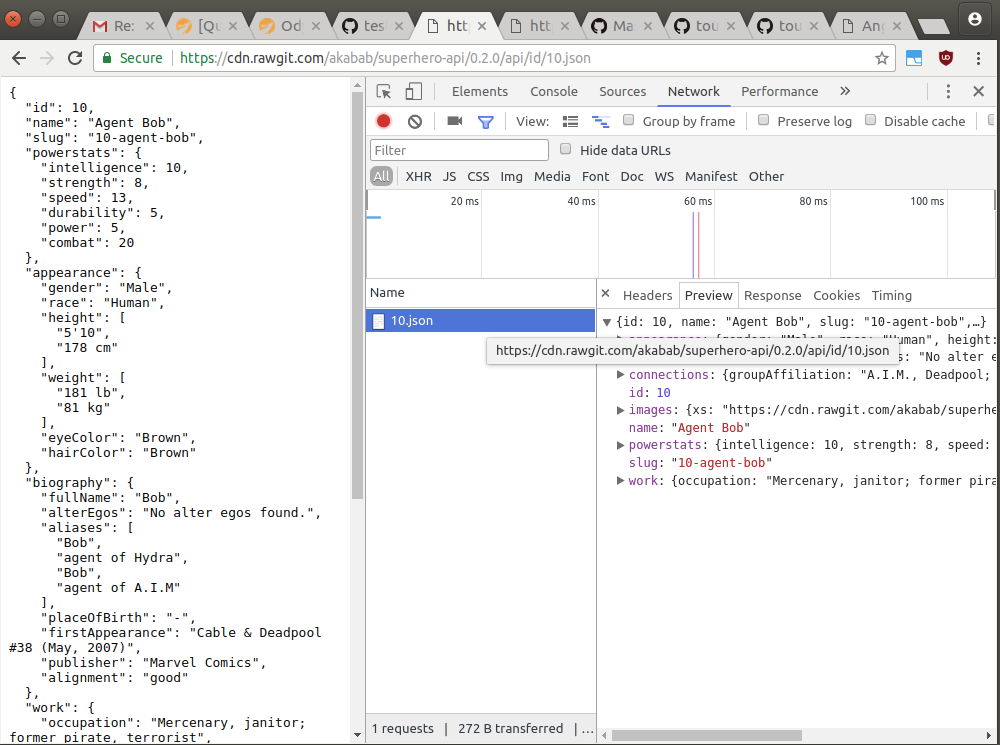 Re:
[Qu
Od
tes
htt
htt
Ma
tou
tou
An
Secure
https://cdn.rawgit.com/akabab/superhero-api/0.2.0/api/id/10.json
UD
{
"id": 10,
"name": "Agent Bob",
"slug": "10-agent-bob",
"powerstats": {
"intelligence": 10,
"strength": 8,
"speed": 13,
"durability": 5,
"power": 5,
"combat": 20
},
"appearance": {
"gender": "Male",
"race": "Human",
"height": [
"5'10",
"178 cm"
],
"weight": [
"181 lb",
"81 kg"
],
"eyeColor": "Brown",
"hairColor": "Brown"
},
"biography": {
"fullName": "Bob",
"alterEgos": "No alter egos found.",
"aliases": [
"Bob",
"agent of Hydra",
"Bob",
"agent of A.I.M"
],
"placeOfBirth": "-",
"firstAppearance": "Cable & Deadpool
#38 (May, 2007)",
"publisher": "Marvel Comics",
"alignment": "good"
},
"work": {
"occupation": "Mercenary, janitor;
former pirate, terrorist",
Elements Console Sources Network Performance »
View: Group by frame Preserve log Disable cache
Filter Hide data URLs
All XHR JS CSS Img Media Font Doc WS Manifest Other
20 ms 40 ms 60 ms 80 ms 100 ms
Name
10.json
https://cdn.rawgit.com/akabab/superhero-api/0.2.0/api/id/10.json
1 requests | 272 B transferred | ...
× Headers Preview Response Cookies Timing
{id: 10, name: "Agent Bob", slug: "10-agent-bob",…}
"No alter e
connections: {groupAffiliation: "A.I.M., Deadpool;
id: 10
images: {xs: "https://cdn.rawgit.com/akabab/superhe
name: "Agent Bob"
powerstats: {intelligence: 10, strength: 8, speed:
slug: "10-agent-bob"
work: {occupation: "Mercenary, janitor; former pira